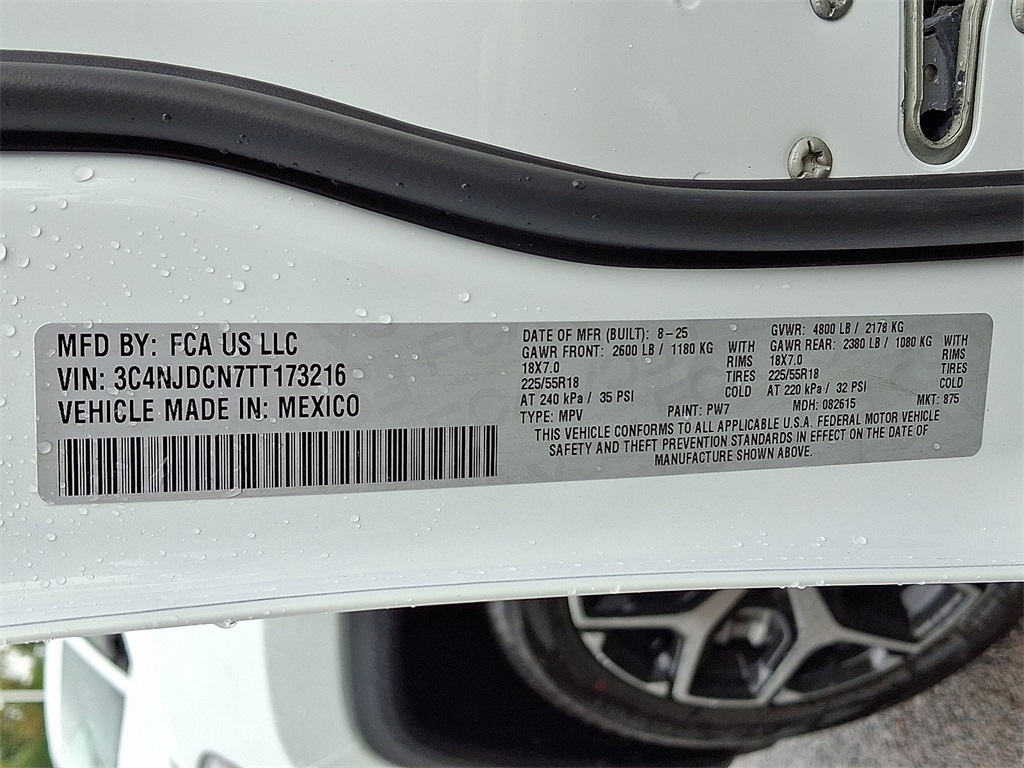 MFD BY: FCA US LLC
VIN: 3C4NJDCN7TT173216
VEHICLE MADE IN: MEXICO
DATE OF MFR (BUILT): 8-25 GVWR: 4800 LB / 2178 KG
GAWR FRONT: 2600 LB / 1180 KG WITH GAWR REAR: 2380 LB / 1080 KG WITH
18X7.0 RIMS 18X7.0 RIMS
225/55R18 TIRES 225/55R18 TIRES
AT 240 kPa / 35 PSI COLD AT 220 kPa / 32 PSI COLD
TYPE: MPV PAINT: PW7 MDH: 082615 MKT: 875
THIS VEHICLE CONFORMS TO ALL APPLICABLE U.S.A. FEDERAL MOTOR VEHICLE
SAFETY AND THEFT PREVENTION STANDARDS IN EFFECT ON THE DATE OF
MANUFACTURE SHOWN ABOVE.